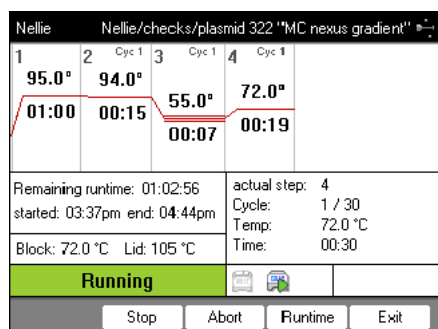 Nellie Nellie/checks/plasmid 322 "MC nexus gradient"
1 2 Cyc 1 3 Cyc 1 4 Cyc 1
95.0° 94.0° 55.0° 72.0°
01:00 00:15 00:07 00:19
Remaining runtime: 01:02:56
started: 03:37pm end: 04:44pm
Block: 72.0 °C Lid: 105 °C
actual step: 4
Cycle: 1 / 30
Temp: 72.0 °C
Time: 00:30
Running
Stop Abort Runtime Exit